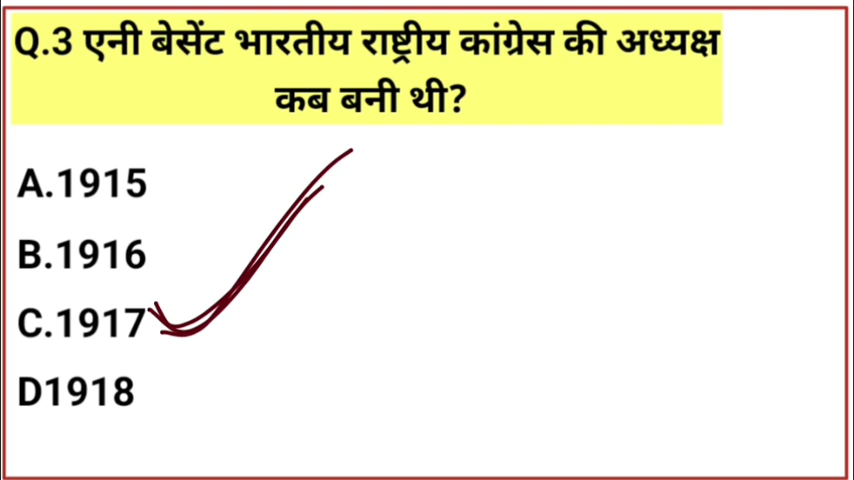 Q.3 एनी बेसेंट भारतीय राष्ट्रीय कांग्रेस की अध्यक्ष
कब बनी थी?
A.1915
B.1916
C.1917
D1918